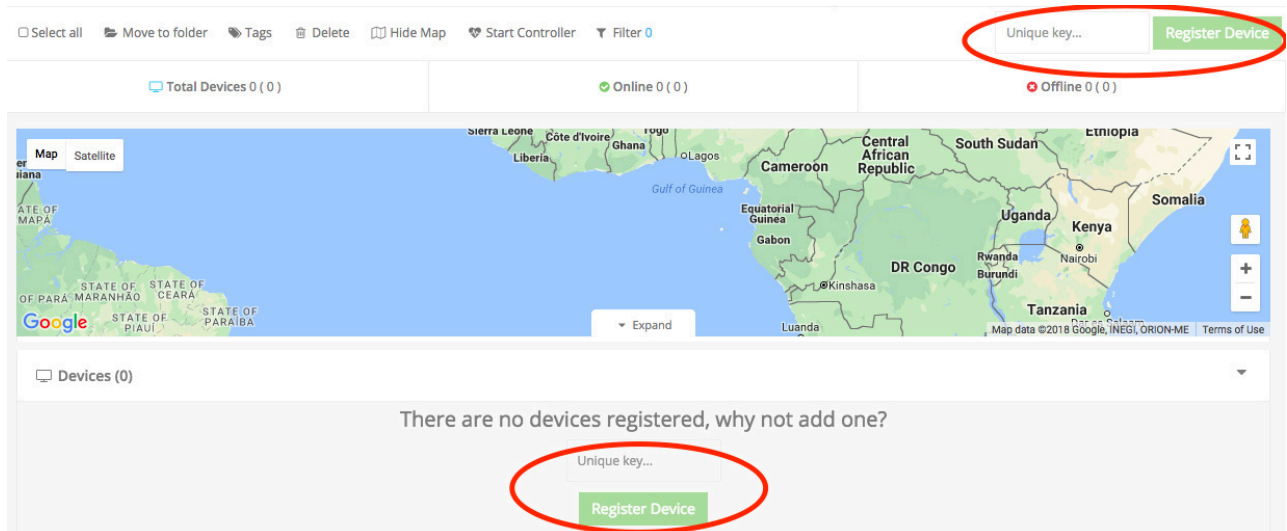 Select all Move to folder Tags Delete Hide Map Start Controller Filter 0 Unique key... Register Device
Total Devices 0 ( 0 ) Online 0 ( 0 ) Offline 0 ( 0 )
Map Satellite
Sierra Leone Côte d'Ivoire Togo Ghana Central African Republic South Sudan Ethiopia
Liberia Lagos Cameroon
Gulf of Guinea
Equatorial Guinea
Somalia
Uganda Kenya
Gabon
Rwanda Nairobi
DR Congo Burundi
Kinshasa
STATE OF MARANHÃO STATE OF CEARÁ
OF PARÁ
Tanzania
Google STATE OF PIAUÍ STATE OF PARAÍBA
Expand Luanda Map data ©2018 Google, INEGI, ORION-ME Terms of Use
Devices (0)
There are no devices registered, why not add one?
Unique key...
Register Device